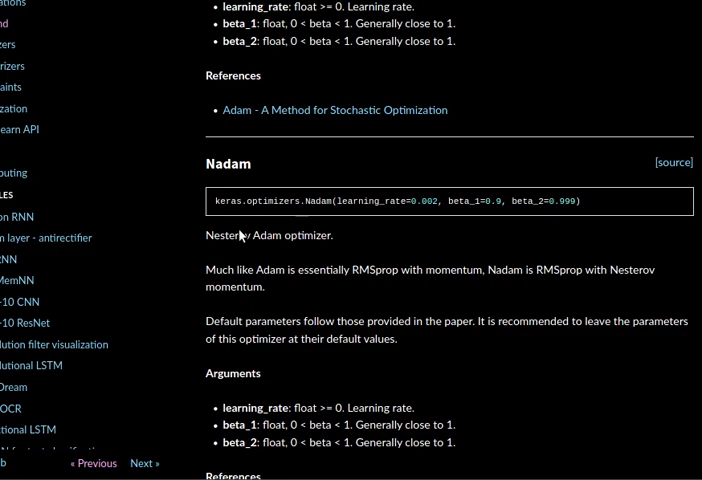 ations
nd
zers
rizers
aints
zation
earn API
outing
LES
on RNN
n layer - antirectifier
RNN
MemNN
-10 CNN
-10 ResNet
lution filter visualization
lutional LSTM
Dream
OCR
tional LSTM
b
« Previous
Next »
• learning_rate: float >= 0. Learning rate.
• beta_1: float, 0 < beta < 1. Generally close to 1.
• beta_2: float, 0 < beta < 1. Generally close to 1.
References
• Adam - A Method for Stochastic Optimization
Nadam
[source]
keras.optimizers.Nadam(learning_rate=0.002, beta_1=0.9, beta_2=0.999)
Nesterov Adam optimizer.
Much like Adam is essentially RMSprop with momentum, Nadam is RMSprop with Nesterov
momentum.
Default parameters follow those provided in the paper. It is recommended to leave the parameters
of this optimizer at their default values.
Arguments
• learning_rate: float >= 0. Learning rate.
• beta_1: float, 0 < beta < 1. Generally close to 1.
• beta_2: float, 0 < beta < 1. Generally close to 1.
References